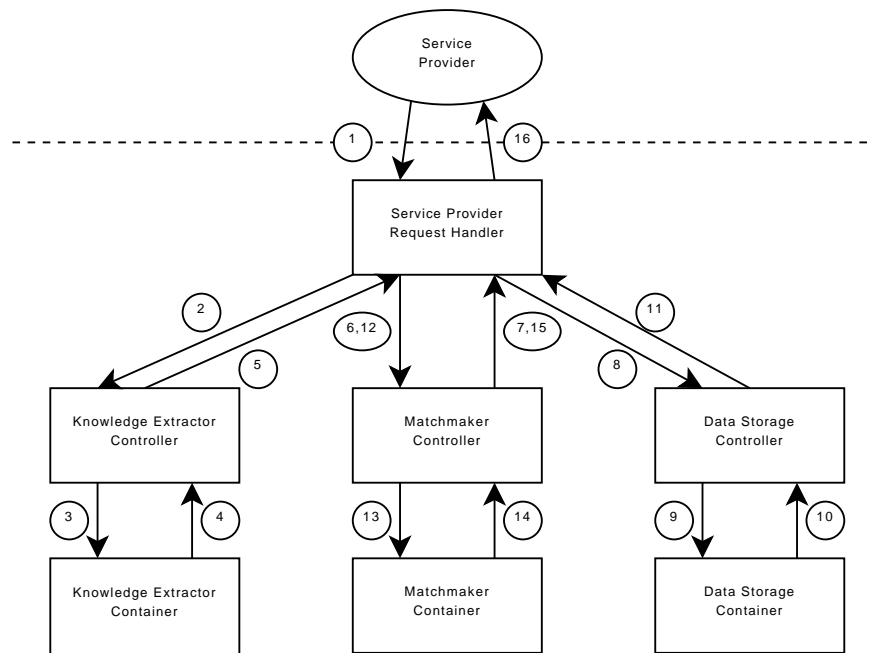 Service
Provider
1
16
Service Provider
Request Handler
2
6,12
7,15
11
5
8
Knowledge Extractor
Controller
Matchmaker
Controller
Data Storage
Controller
3
4
13
14
9
10
Knowledge Extractor
Container
Matchmaker
Container
Data Storage
Container